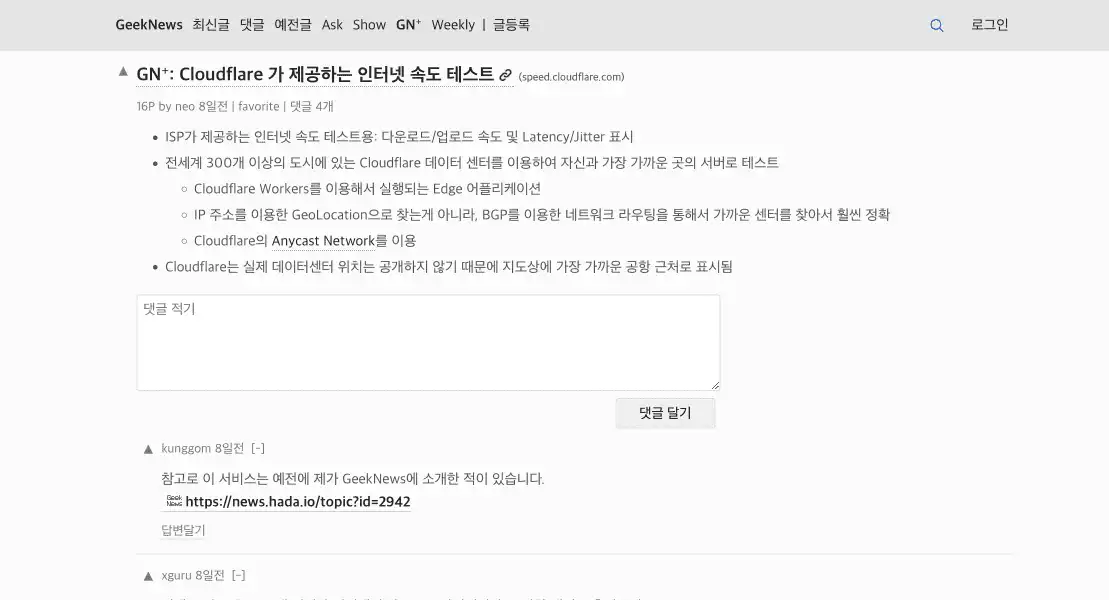 GeekNews 최신글 댓글 예전글 Ask Show GN⁺ Weekly | 글등록 로그인
▲ GN⁺: Cloudflare 가 제공하는 인터넷 속도 테스트 (speed.cloudflare.com)
16P by neo 8일전 | favorite | 댓글 4개
• ISP가 제공하는 인터넷 속도 테스트용: 다운로드/업로드 속도 및 Latency/Jitter 표시
• 전세계 300개 이상의 도시에 있는 Cloudflare 데이터 센터를 이용하여 자신과 가장 가까운 곳의 서버로 테스트
○ Cloudflare Workers를 이용해서 실행되는 Edge 어플리케이션
○ IP 주소를 이용한 GeoLocation으로 찾는게 아니라, BGP를 이용한 네트워크 라우팅을 통해서 가까운 센터를 찾아서 훨씬 정확
○ Cloudflare의 Anycast Network를 이용
• Cloudflare는 실제 데이터센터 위치는 공개하지 않기 때문에 지도상에 가장 가까운 공항 근처로 표시됨
댓글 적기
댓글 달기
▲ kunggom 8일전 [-]
참고로 이 서비스는 예전에 제가 GeekNews에 소개한 적이 있습니다.
Geek News https://news.hada.io/topic?id=2942
답변달기
▲ xguru 8일전 [-]